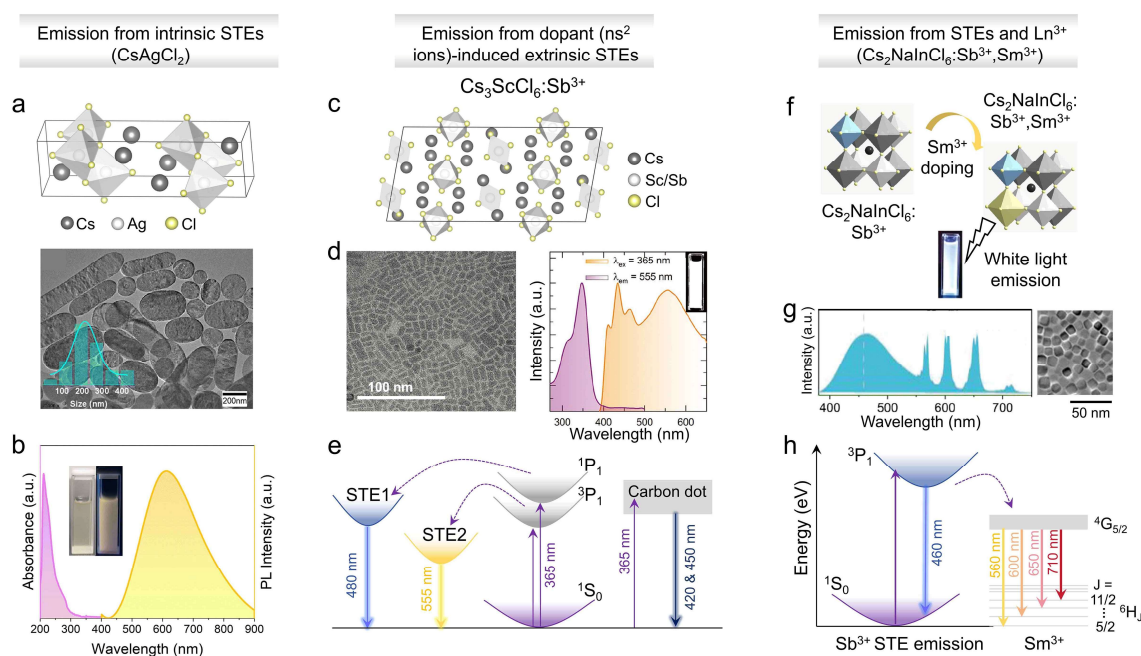 Emission from intrinsic STEs
(CsAgCl₂)
a
Cs
Ag
Cl
100 200 300 400
Size (nm)
200nm
b
Absorbance (a.u.)
PL Intensity (a.u.)
200 300 400 500 600 700 800 900
Wavelength (nm)
Emission from dopant (ns²
ions)-induced extrinsic STEs
Cs₃ScCl₆:Sb³⁺
c
Cs
Sc/Sb
Cl
d
100 nm
λex = 365 nm
λem = 555 nm
Intensity (a.u.)
300 400 500 600
Wavelength (nm)
e
¹P₁
³P₁
STE1
STE2
Carbon dot
480 nm
555 nm
365 nm
365 nm
420 & 450 nm
¹S₀
Emission from STEs and Ln³⁺
(Cs₂NaInCl₆:Sb³⁺,Sm³⁺)
f
Cs₂NaInCl₆:
Sb³⁺,Sm³⁺
Sm³⁺
doping
Cs₂NaInCl₆:
Sb³⁺
White light
emission
g
Intensity (a.u.)
400 500 600 700
Wavelength (nm)
50 nm
h
Energy (eV)
³P₁
¹S₀
460 nm
⁴G₅/₂
560 nm
600 nm
650 nm
710 nm
J =
11/2
⋮
5/2
⁶HJ
Sb³⁺ STE emission
Sm³⁺